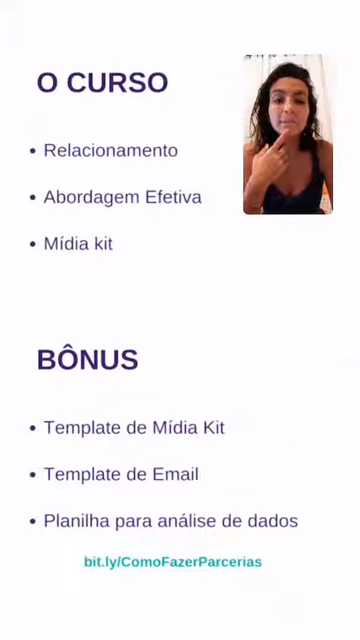 O CURSO
• Relacionamento
• Abordagem Efetiva
• Mídia kit
BÔNUS
• Template de Mídia Kit
• Template de Email
• Planilha para análise de dados
bit.ly/ComoFazerParcerias